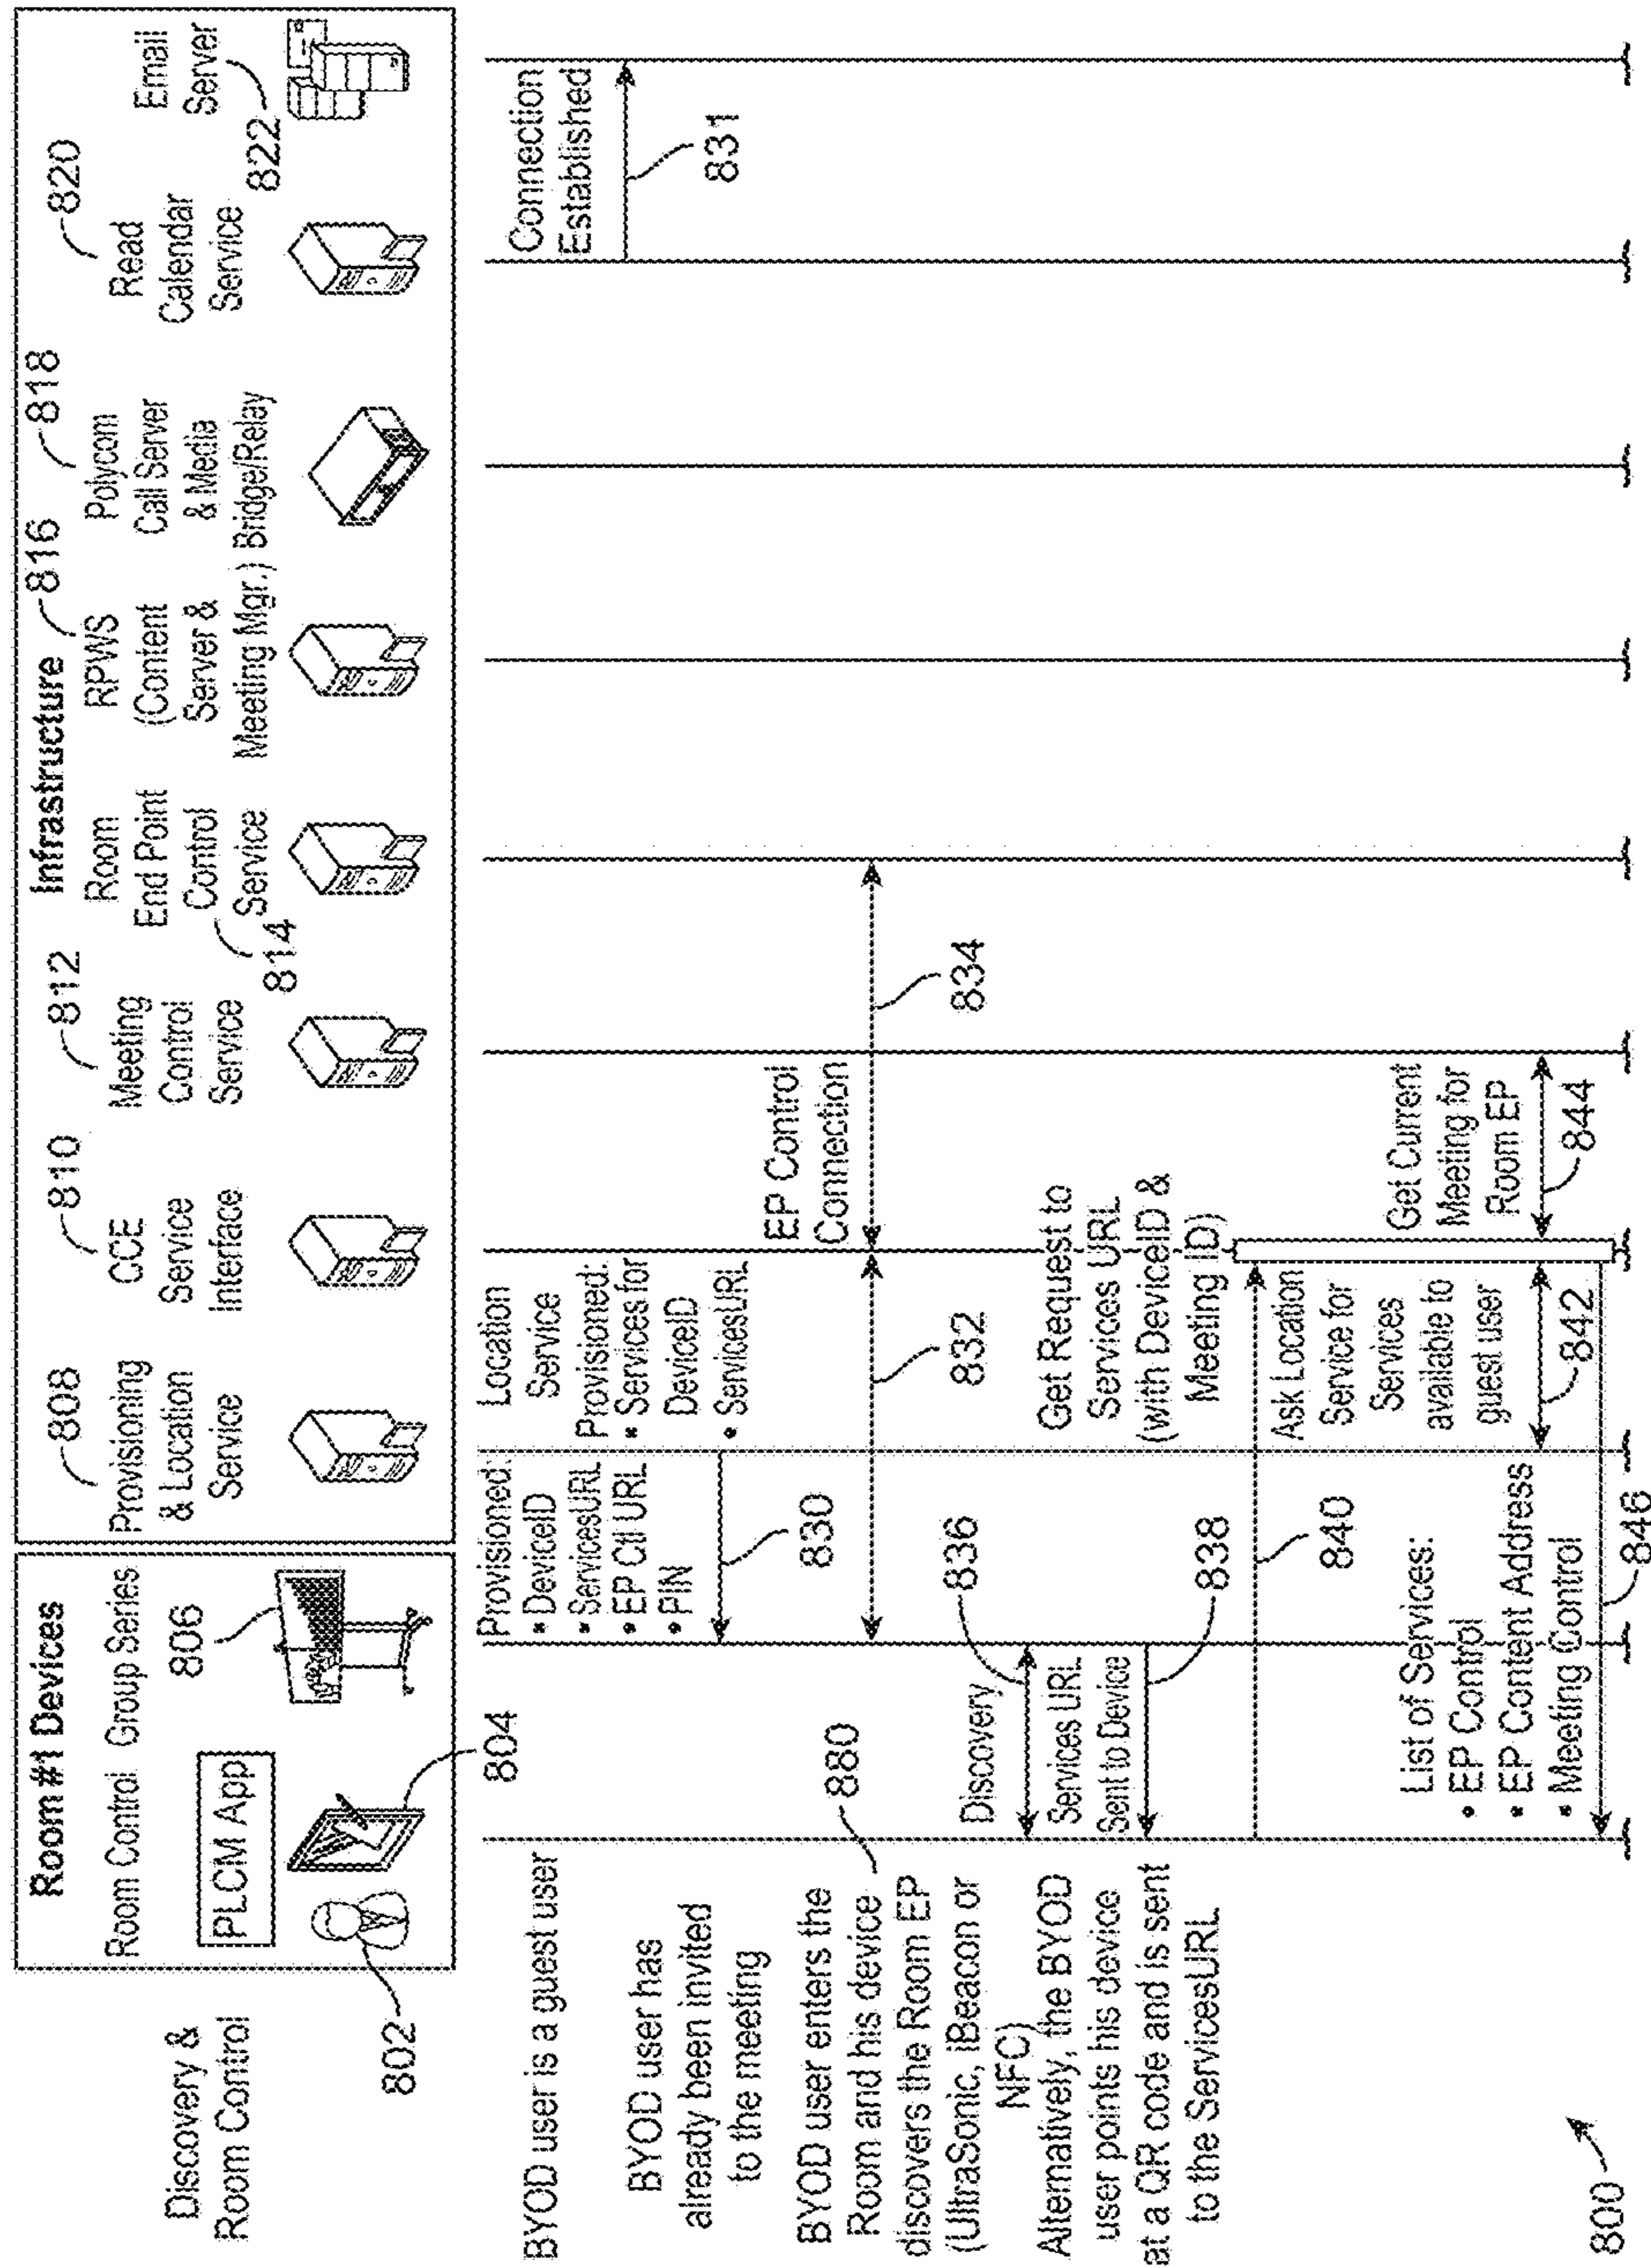 Discovery &
Room Control
Room #1 Devices
Room Control
Group Series
PLCM App
802
804
806
Infrastructure
808
Provisioning
& Location
Service
810
CCE
Service
Interface
812
Meeting
Control
Service
Room
End Point
Control
Service
814
816
RPWS
(Content
Server &
Meeting Mgr.)
818
Polycom
Call Server
& Media
Bridge/Relay
820
Read
Calendar
Service
Email
Server
822
BYOD user is a guest user
BYOD user has
already been invited
to the meeting
BYOD user enters the
Room and his device
discovers the Room EP
(UltraSonic, iBeacon or
NFC)
Alternatively, the BYOD
user points his device
at a QR code and is sent
to the ServicesURL
880
Provisioned:
• DeviceID
• ServicesURL
• EP Ctl URL
• PIN
830
Location
Service
Provisioned:
• Services for
DeviceID
• ServicesURL
Connection
Established
831
832
EP Control
Connection
834
Discovery
836
Services URL
Sent to Device
838
Get Request to
Services URL
(with DeviceID &
Meeting ID)
840
Ask Location
Service for
Services
available to
guest user
842
Get Current
Meeting for
Room EP
844
List of Services:
• EP Control
• EP Content Address
• Meeting Control
846
800